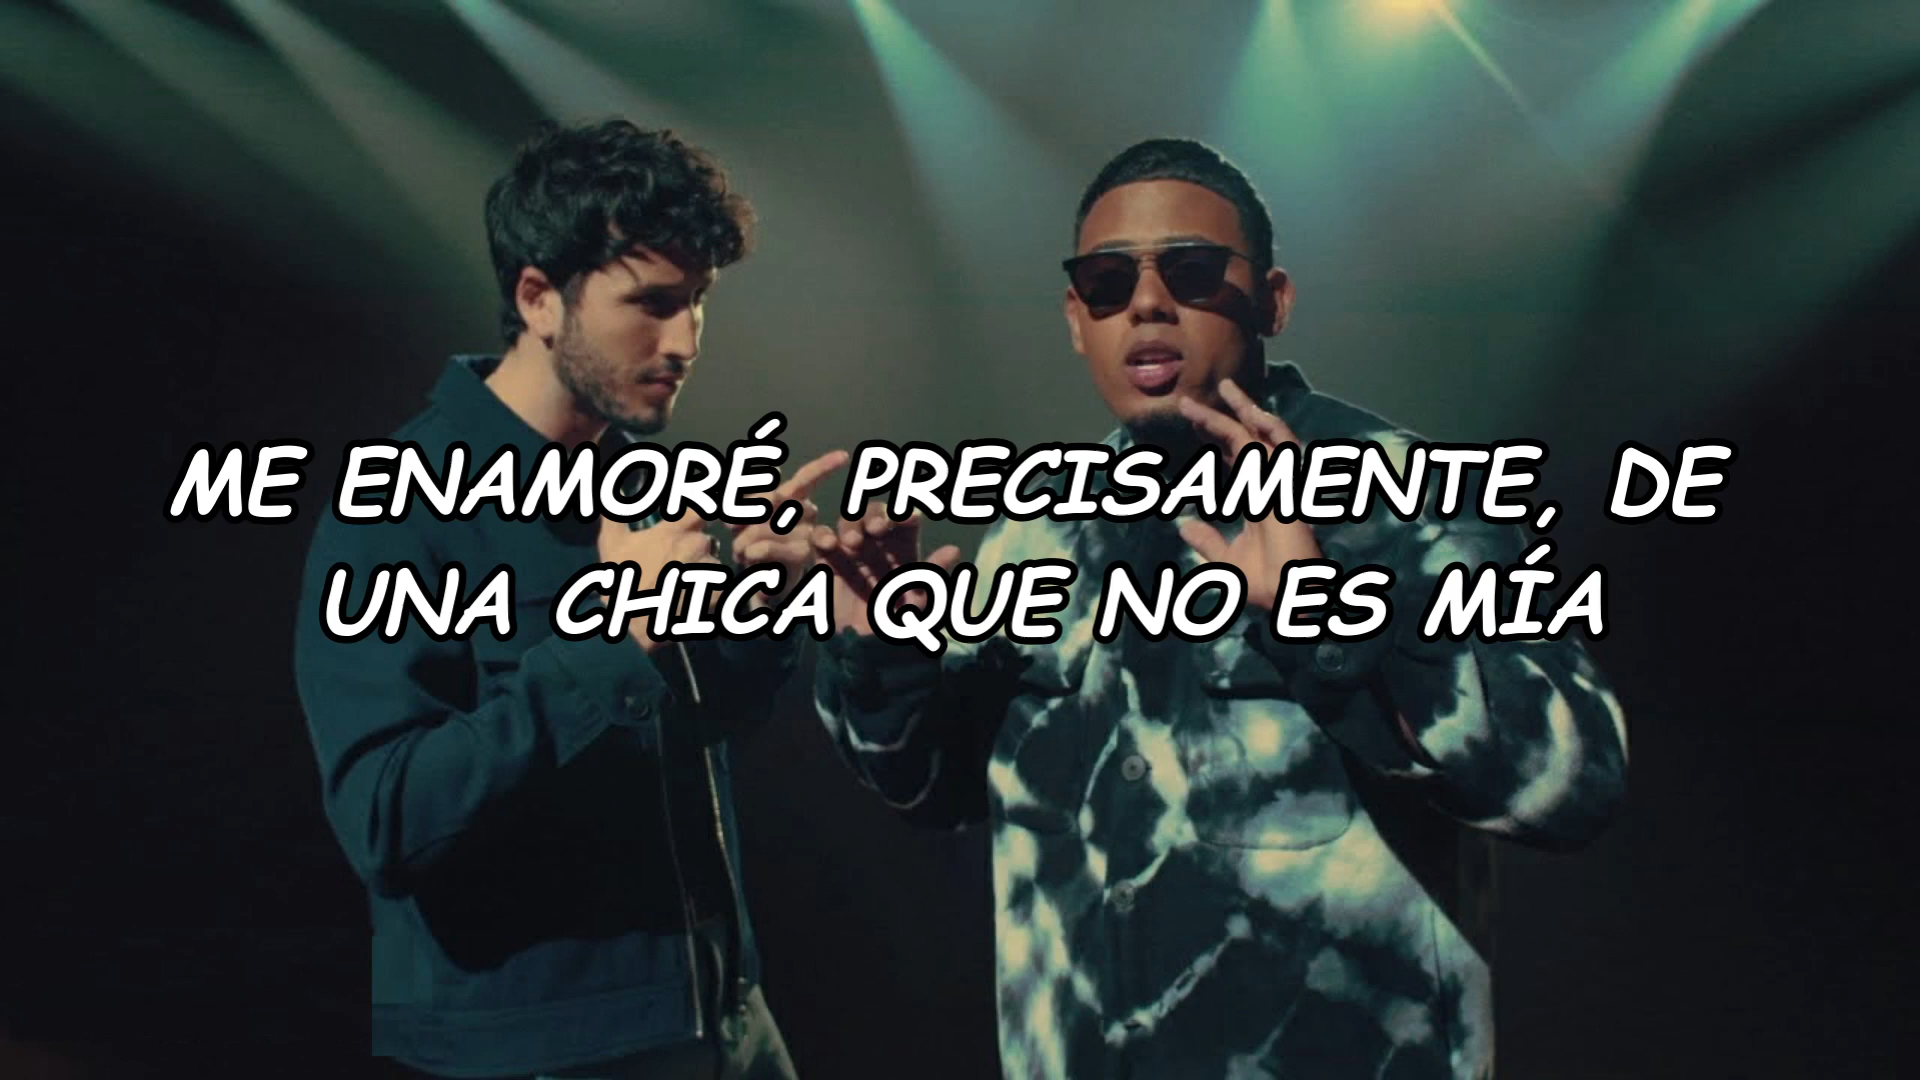 ME ENAMORÉ, PRECISAMENTE, DE
UNA CHICA QUE NO ES MÍA